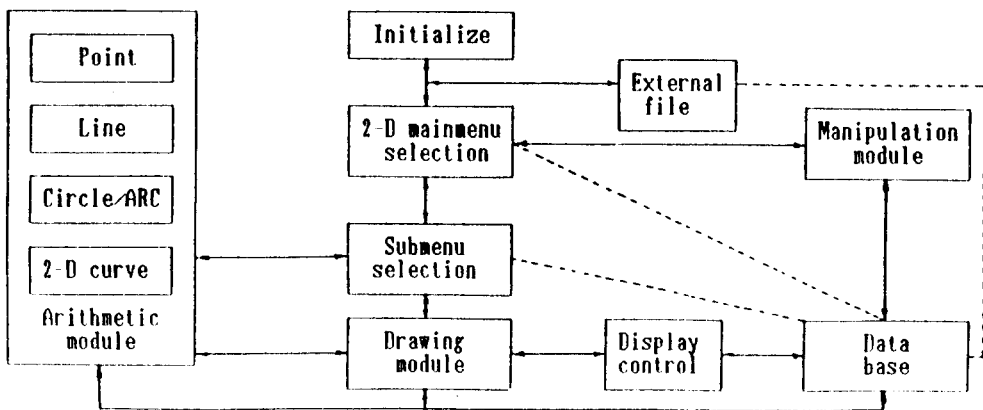 Point
Line
Circle/ARC
2-D curve
Arithmetic
module
Initialize
External
file
2-D mainmenu
selection
Manipulation
module
Submenu
selection
Drawing
module
Display
control
Data
base